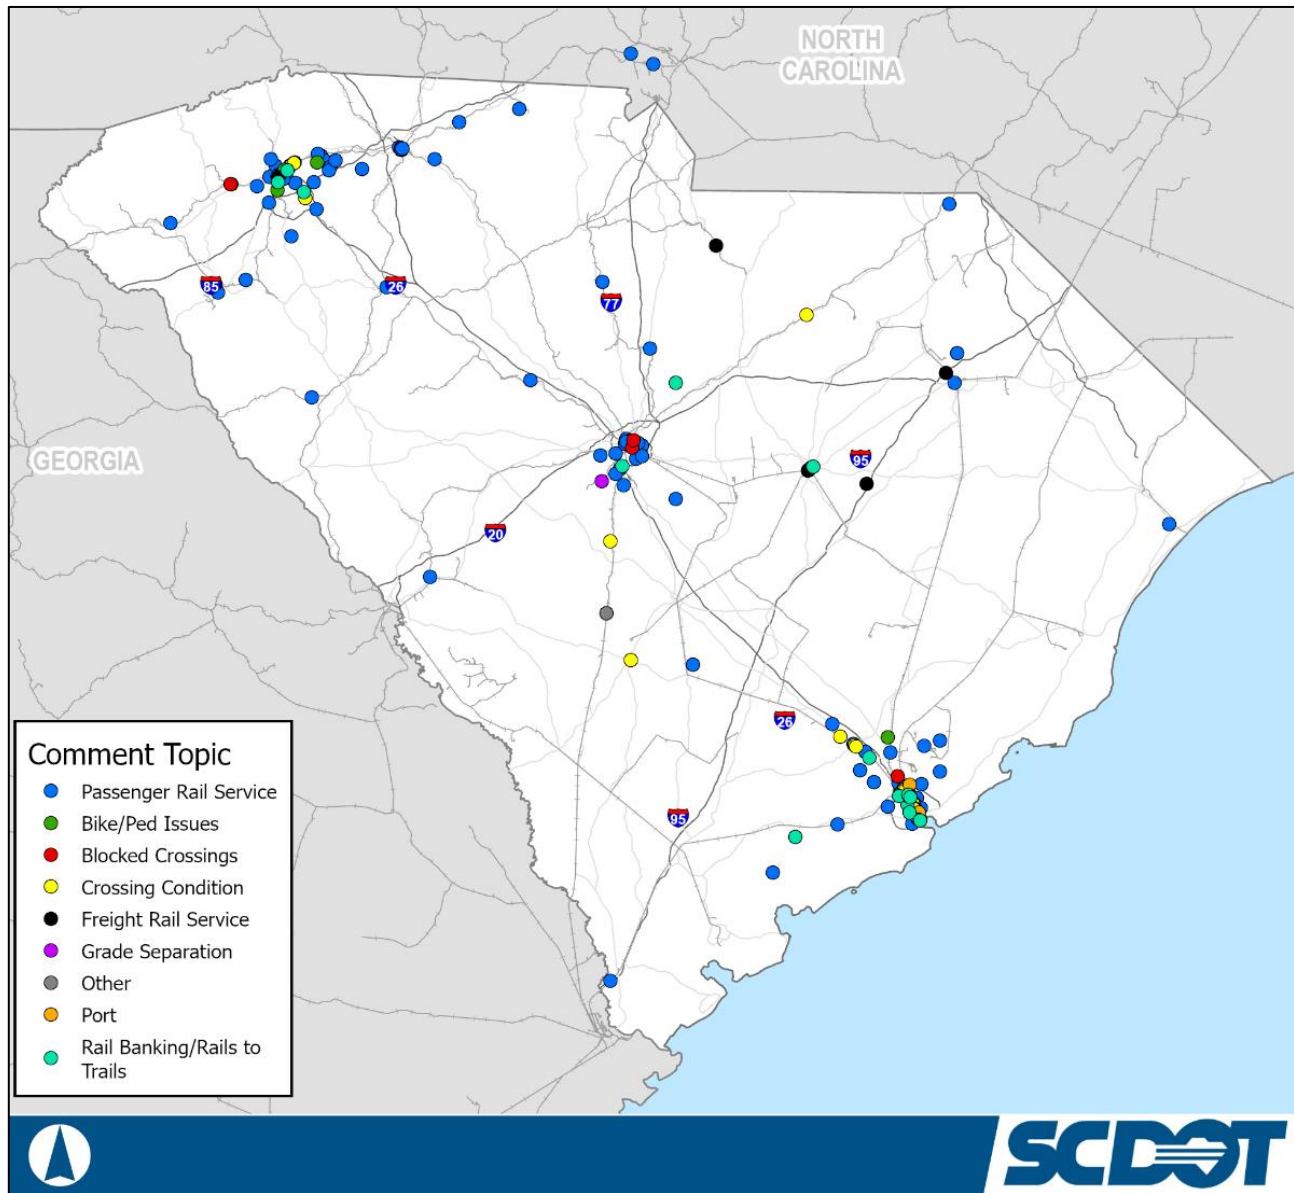 NORTH
CAROLINA
85
26
77
GEORGIA
95
20
26
95
Comment Topic
Passenger Rail Service
Bike/Ped Issues
Blocked Crossings
Crossing Condition
Freight Rail Service
Grade Separation
Other
Port
Rail Banking/Rails to
Trails
SCDOT